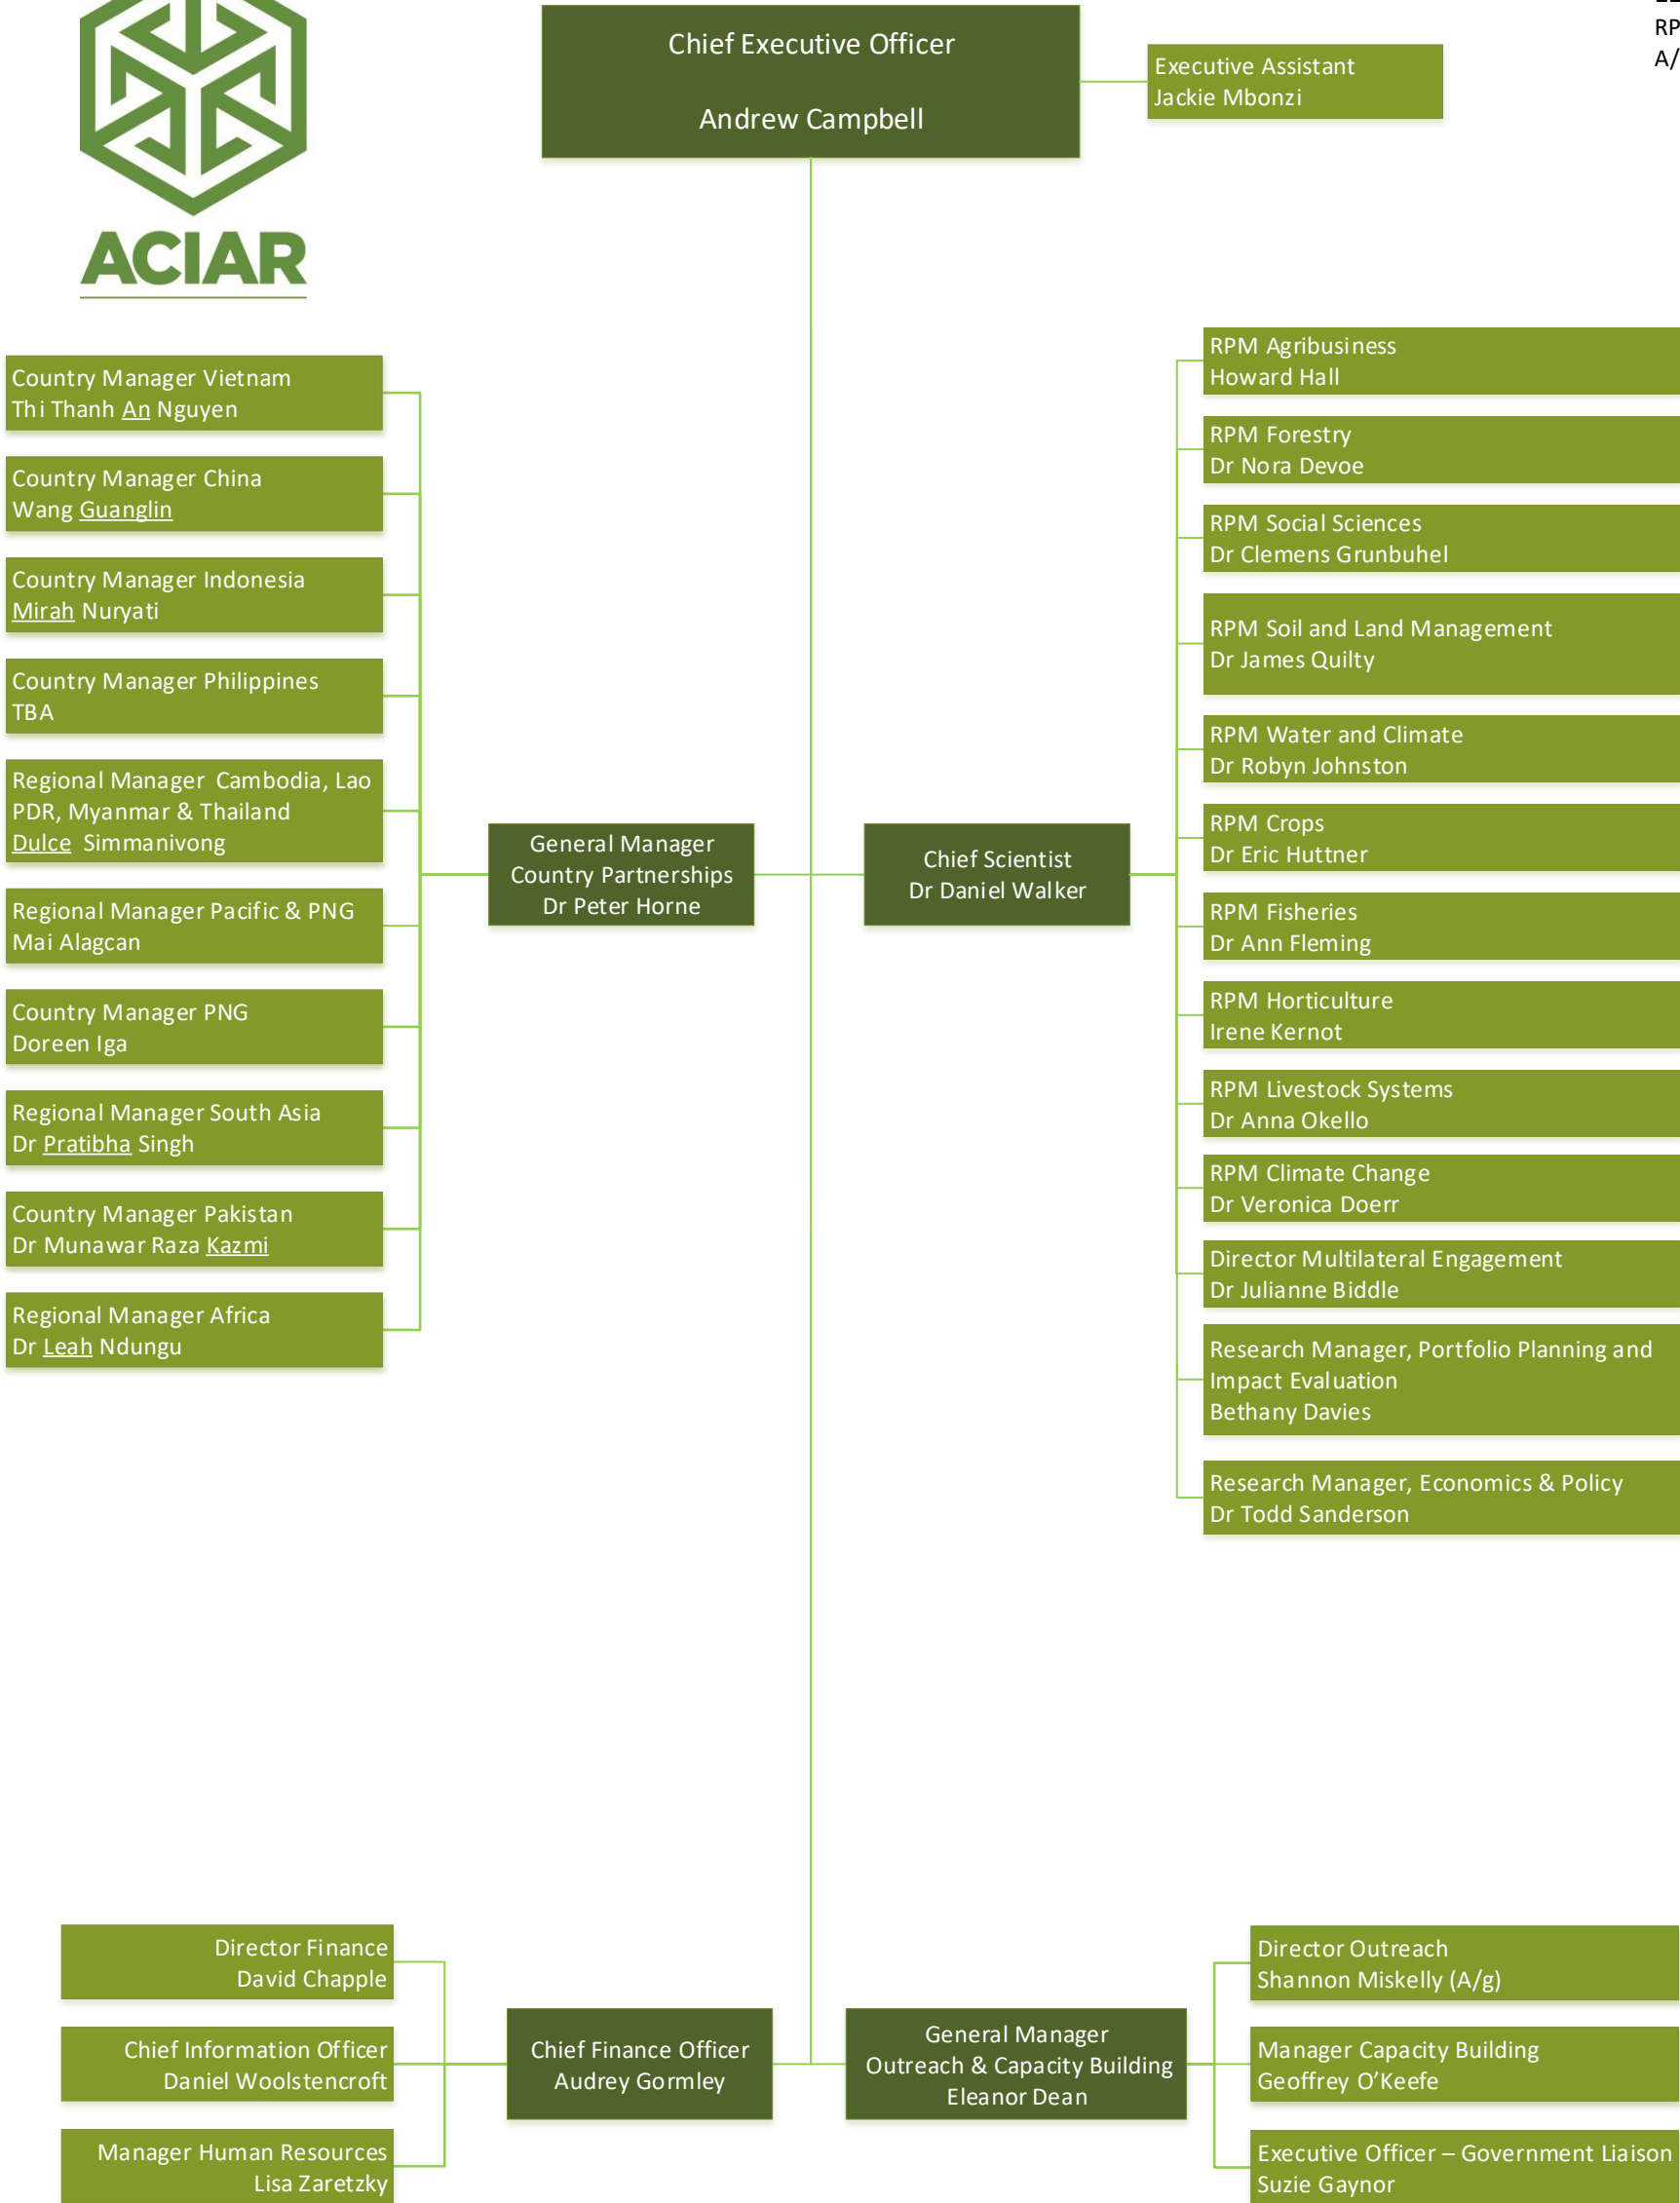 Chief Executive Officer
Andrew Campbell
Executive Assistant
Jackie Mbonzi
RP
A/
ACIAR
Country Manager Vietnam
Thi Thanh An Nguyen
Country Manager China
Wang Guanglin
Country Manager Indonesia
Mirah Nuryati
Country Manager Philippines
TBA
Regional Manager Cambodia, Lao
PDR, Myanmar & Thailand
Dulce Simmanivong
Regional Manager Pacific & PNG
Mai Alagcan
Country Manager PNG
Doreen Iga
Regional Manager South Asia
Dr Pratibha Singh
Country Manager Pakistan
Dr Munawar Raza Kazmi
Regional Manager Africa
Dr Leah Ndungu
General Manager
Country Partnerships
Dr Peter Horne
Chief Scientist
Dr Daniel Walker
RPM Agribusiness
Howard Hall
RPM Forestry
Dr Nora Devoe
RPM Social Sciences
Dr Clemens Grunbuhel
RPM Soil and Land Management
Dr James Quilty
RPM Water and Climate
Dr Robyn Johnston
RPM Crops
Dr Eric Huttner
RPM Fisheries
Dr Ann Fleming
RPM Horticulture
Irene Kernot
RPM Livestock Systems
Dr Anna Okello
RPM Climate Change
Dr Veronica Doerr
Director Multilateral Engagement
Dr Julianne Biddle
Research Manager, Portfolio Planning and
Impact Evaluation
Bethany Davies
Research Manager, Economics & Policy
Dr Todd Sanderson
Director Finance
David Chapple
Chief Information Officer
Daniel Woolstencroft
Manager Human Resources
Lisa Zaretzky
Chief Finance Officer
Audrey Gormley
General Manager
Outreach & Capacity Building
Eleanor Dean
Director Outreach
Shannon Miskelly (A/g)
Manager Capacity Building
Geoffrey O’Keefe
Executive Officer – Government Liaison
Suzie Gaynor